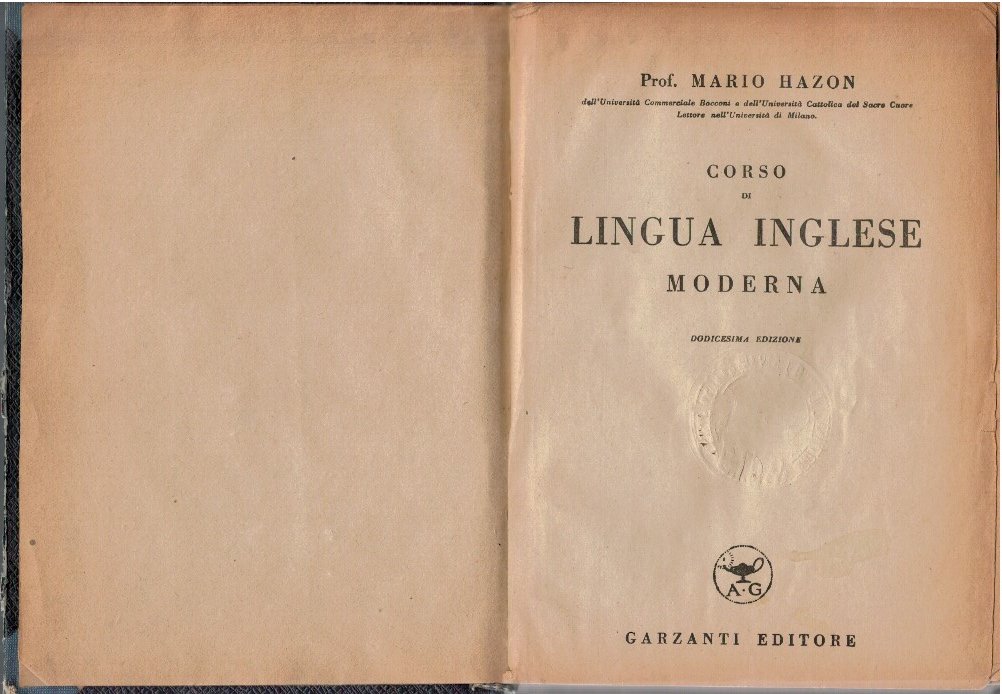 Prof. MARIO HAZON
dell'Università Commerciale Bocconi e dell'Università Cattolica del Sacro Cuore
Lettore nell'Università di Milano.
CORSO
DI
LINGUA INGLESE
MODERNA
DODICESIMA EDIZIONE
A·G
GARZANTI EDITORE